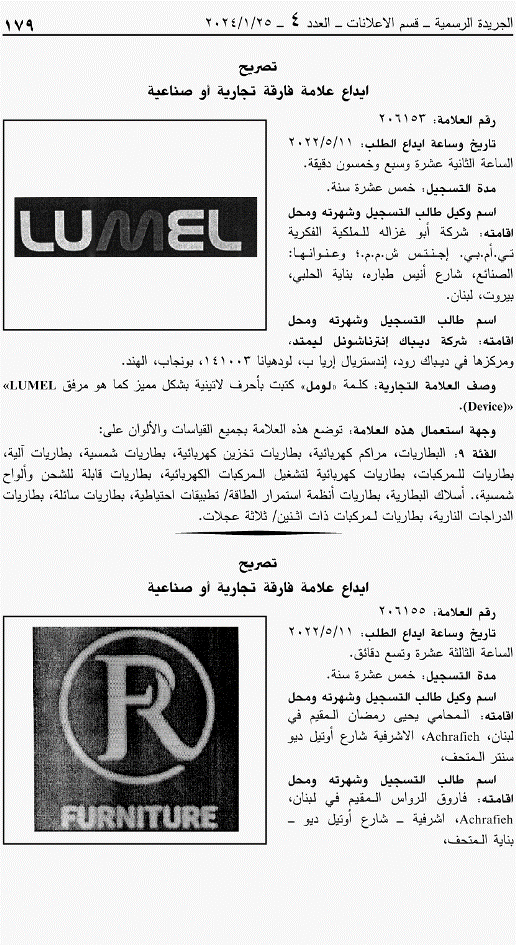 الجريدة الرسمية ــ قسم الاعلانات ــ العدد ٤ ــ ٢٠٢٤/١/٢٥
١٧٩
تصريح
ايداع علامة فارقة تجارية أو صناعية
LUMEL
رقم العلامة: ٢٠٦١٥٣
تاريخ وساعة ايداع الطلب: ٢٠٢٢/٥/١١
الساعة الثانية عشرة وسبع وخمسون دقيقة.
مدة التسجيل: خمس عشرة سنة.
اسم وكيل طالب التسجيل وشهرته ومحل
اقامته: شركة أبو غزاله للملكية الفكرية
تي.أم.بي. إجنتس ش.م.م.؛ وعنوانها:
الصنائع، شارع أنيس طباره، بناية الحلبي،
بيروت، لبنان.
اسم طالب التسجيل وشهرته ومحل
اقامته: شركة ديباك إنترناشونل ليمتد،
ومركزها في ديباك رود، إندستريال إريا ب، لودهيانا ١٤١٠٠٣، بونجاب، الهند.
وصف العلامة التجارية: كلمة «لومل» كتبت بأحرف لاتينية بشكل مميز كما هو مرفق LUMEL»
«(Device).
وجهة استعمال هذه العلامة: توضع هذه العلامة بجميع القياسات والألوان على:
الفئة ٩: البطاريات، مراكم كهربائية، بطاريات تخزين كهربائية، بطاريات شمسية، بطاريات آلية،
بطاريات للمركبات، بطاريات كهربائية لتشغيل المركبات الكهربائية، بطاريات قابلة للشحن وألواح
شمسية،. أسلاك البطارية، بطاريات أنظمة استمرار الطاقة/ تطبيقات احتياطية، بطاريات سائلة، بطاريات
الدراجات النارية، بطاريات لمركبات ذات اثنين/ ثلاثة عجلات.
تصريح
ايداع علامة فارقة تجارية أو صناعية
R
FURNITURE
رقم العلامة: ٢٠٦١٥٥
تاريخ وساعة ايداع الطلب: ٢٠٢٢/٥/١١
الساعة الثالثة عشرة وتسع دقائق.
مدة التسجيل: خمس عشرة سنة.
اسم وكيل طالب التسجيل وشهرته ومحل
اقامته: المحامي يحيى رمضان المقيم في
لبنان، Achrafieh، الاشرفية شارع أوتيل ديو
سنتر المتحف،
اسم طالب التسجيل وشهرته ومحل
اقامته: فاروق الرواس المقيم في لبنان،
Achrafieh، اشرفية ــ شارع أوتيل ديو ــ
بناية المتحف،